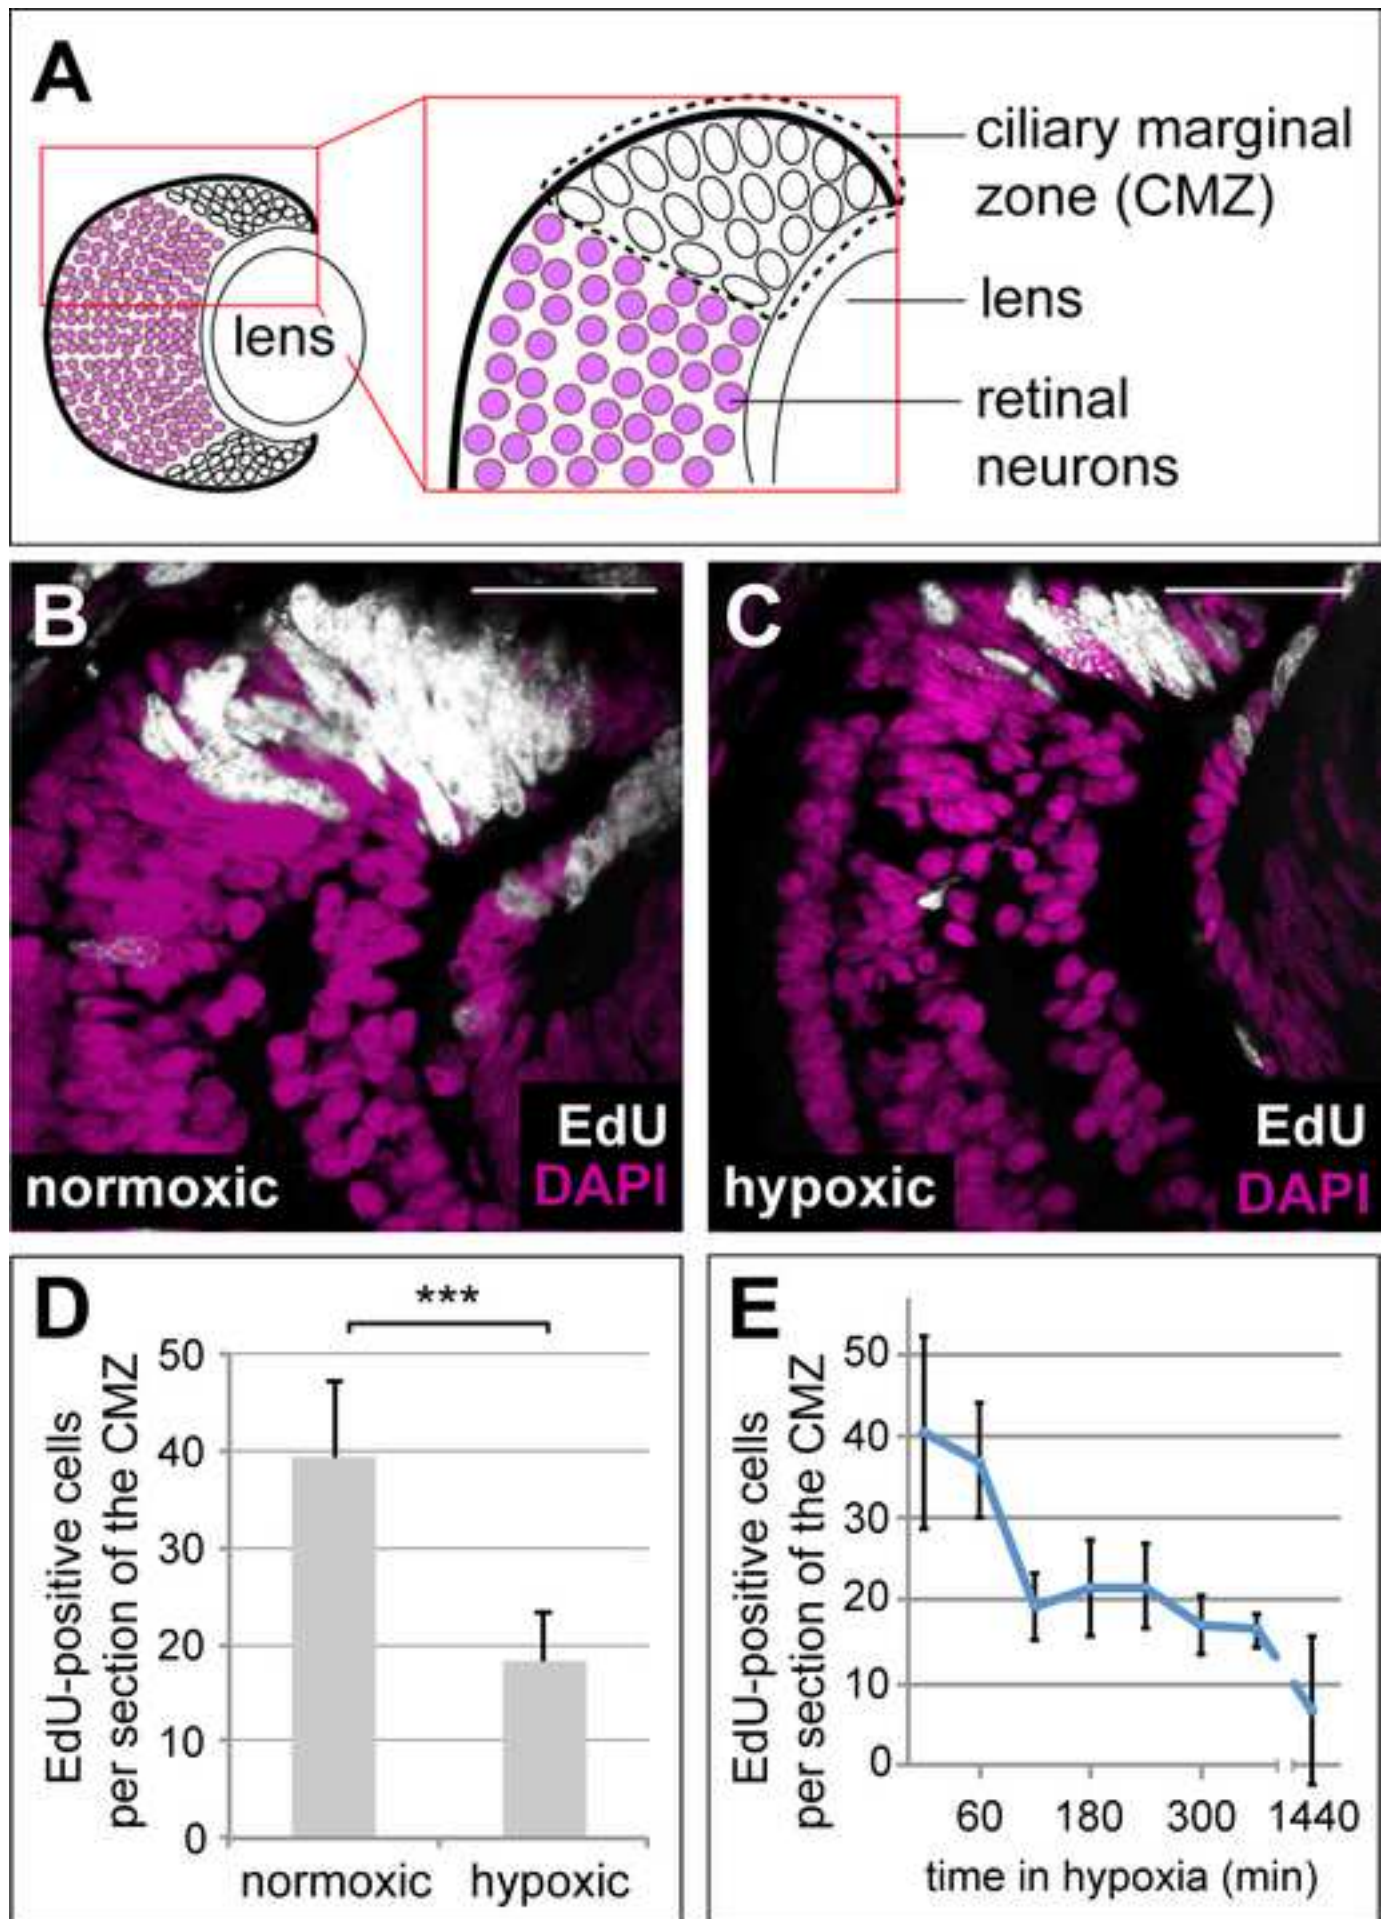 A
ciliary marginal
zone (CMZ)
lens
lens
retinal
neurons
B
EdU
DAPI
normoxic
C
EdU
DAPI
hypoxic
D
***
EdU-positive cells
per section of the CMZ
50
40
30
20
10
0
normoxic hypoxic
E
EdU-positive cells
per section of the CMZ
50
40
30
20
10
0
60 180 300 1440
time in hypoxia (min)